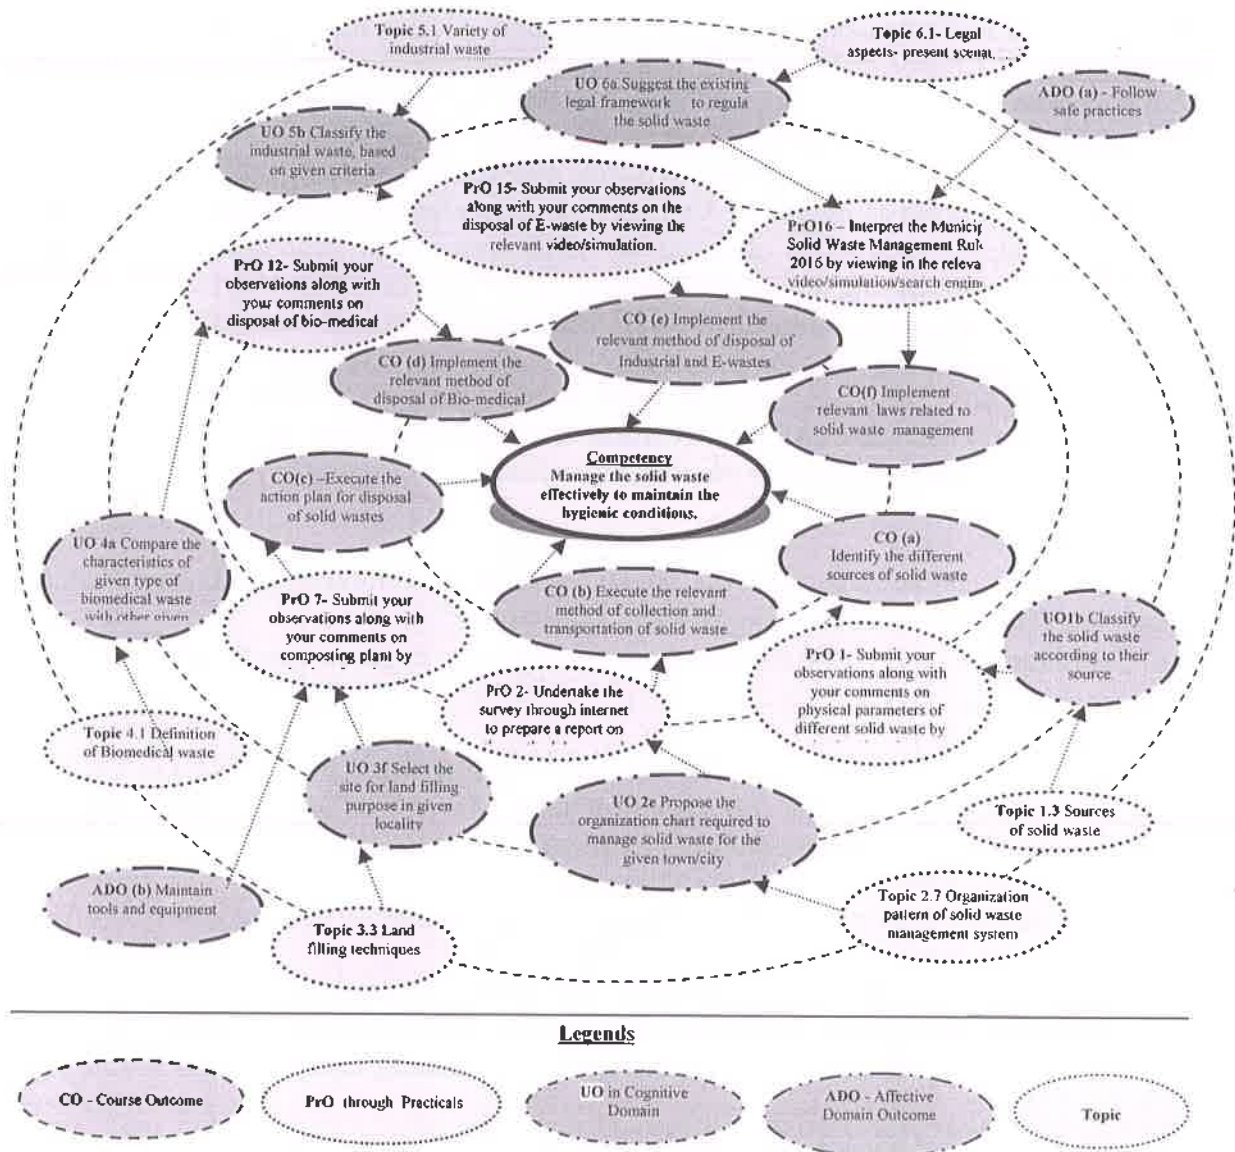 Topic 5.1 Variety of
industrial waste
Topic 6.1- Legal
aspects- present scenar
UO 6a Suggest the existing
legal framework to regula
the solid waste
ADO (a) - Follow
safe practices
UO 5b Classify the
industrial waste, based
on given criteria
PrO 15- Submit your observations
along with your comments on the
disposal of E-waste by viewing the
relevant video/simulation.
PrO16 – Interpret the Municip
Solid Waste Management Rul
2016 by viewing in the releva
video/simulation/search engin
PrO 12- Submit your
observations along with
your comments on
disposal of bio-medical
CO (e) Implement the
relevant method of disposal of
Industrial and E-wastes
CO (d) Implement the
relevant method of
disposal of Bio-medical
CO(f) Implement
relevant laws related to
solid waste management
Competency
Manage the solid waste
effectively to maintain the
hygienic conditions.
CO(c) –Execute the
action plan for disposal
of solid wastes
CO (a)
Identify the different
sources of solid waste
UO 4a Compare the
characteristics of
given type of
biomedical waste
with other given
CO (b) Execute the relevant
method of collection and
transportation of solid waste
PrO 7- Submit your
observations along with
your comments on
composting plant by
UO1b Classify
the solid waste
according to their
source
PrO 1- Submit your
observations along with
your comments on
physical parameters of
different solid waste by
PrO 2- Undertake the
survey through internet
to prepare a report on
Topic 4.1 Definition
of Biomedical waste
UO 3f Select the
site for land filling
purpose in given
locality
UO 2e Propose the
organization chart required to
manage solid waste for the
given town/city
Topic 1.3 Sources
of solid waste
ADO (b) Maintain
tools and equipment
Topic 3.3 Land
filling techniques
Topic 2.7 Organization
pattern of solid waste
management system
Legends
CO - Course Outcome
PrO through Practicals
UO in Cognitive
Domain
ADO - Affective
Domain Outcome
Topic